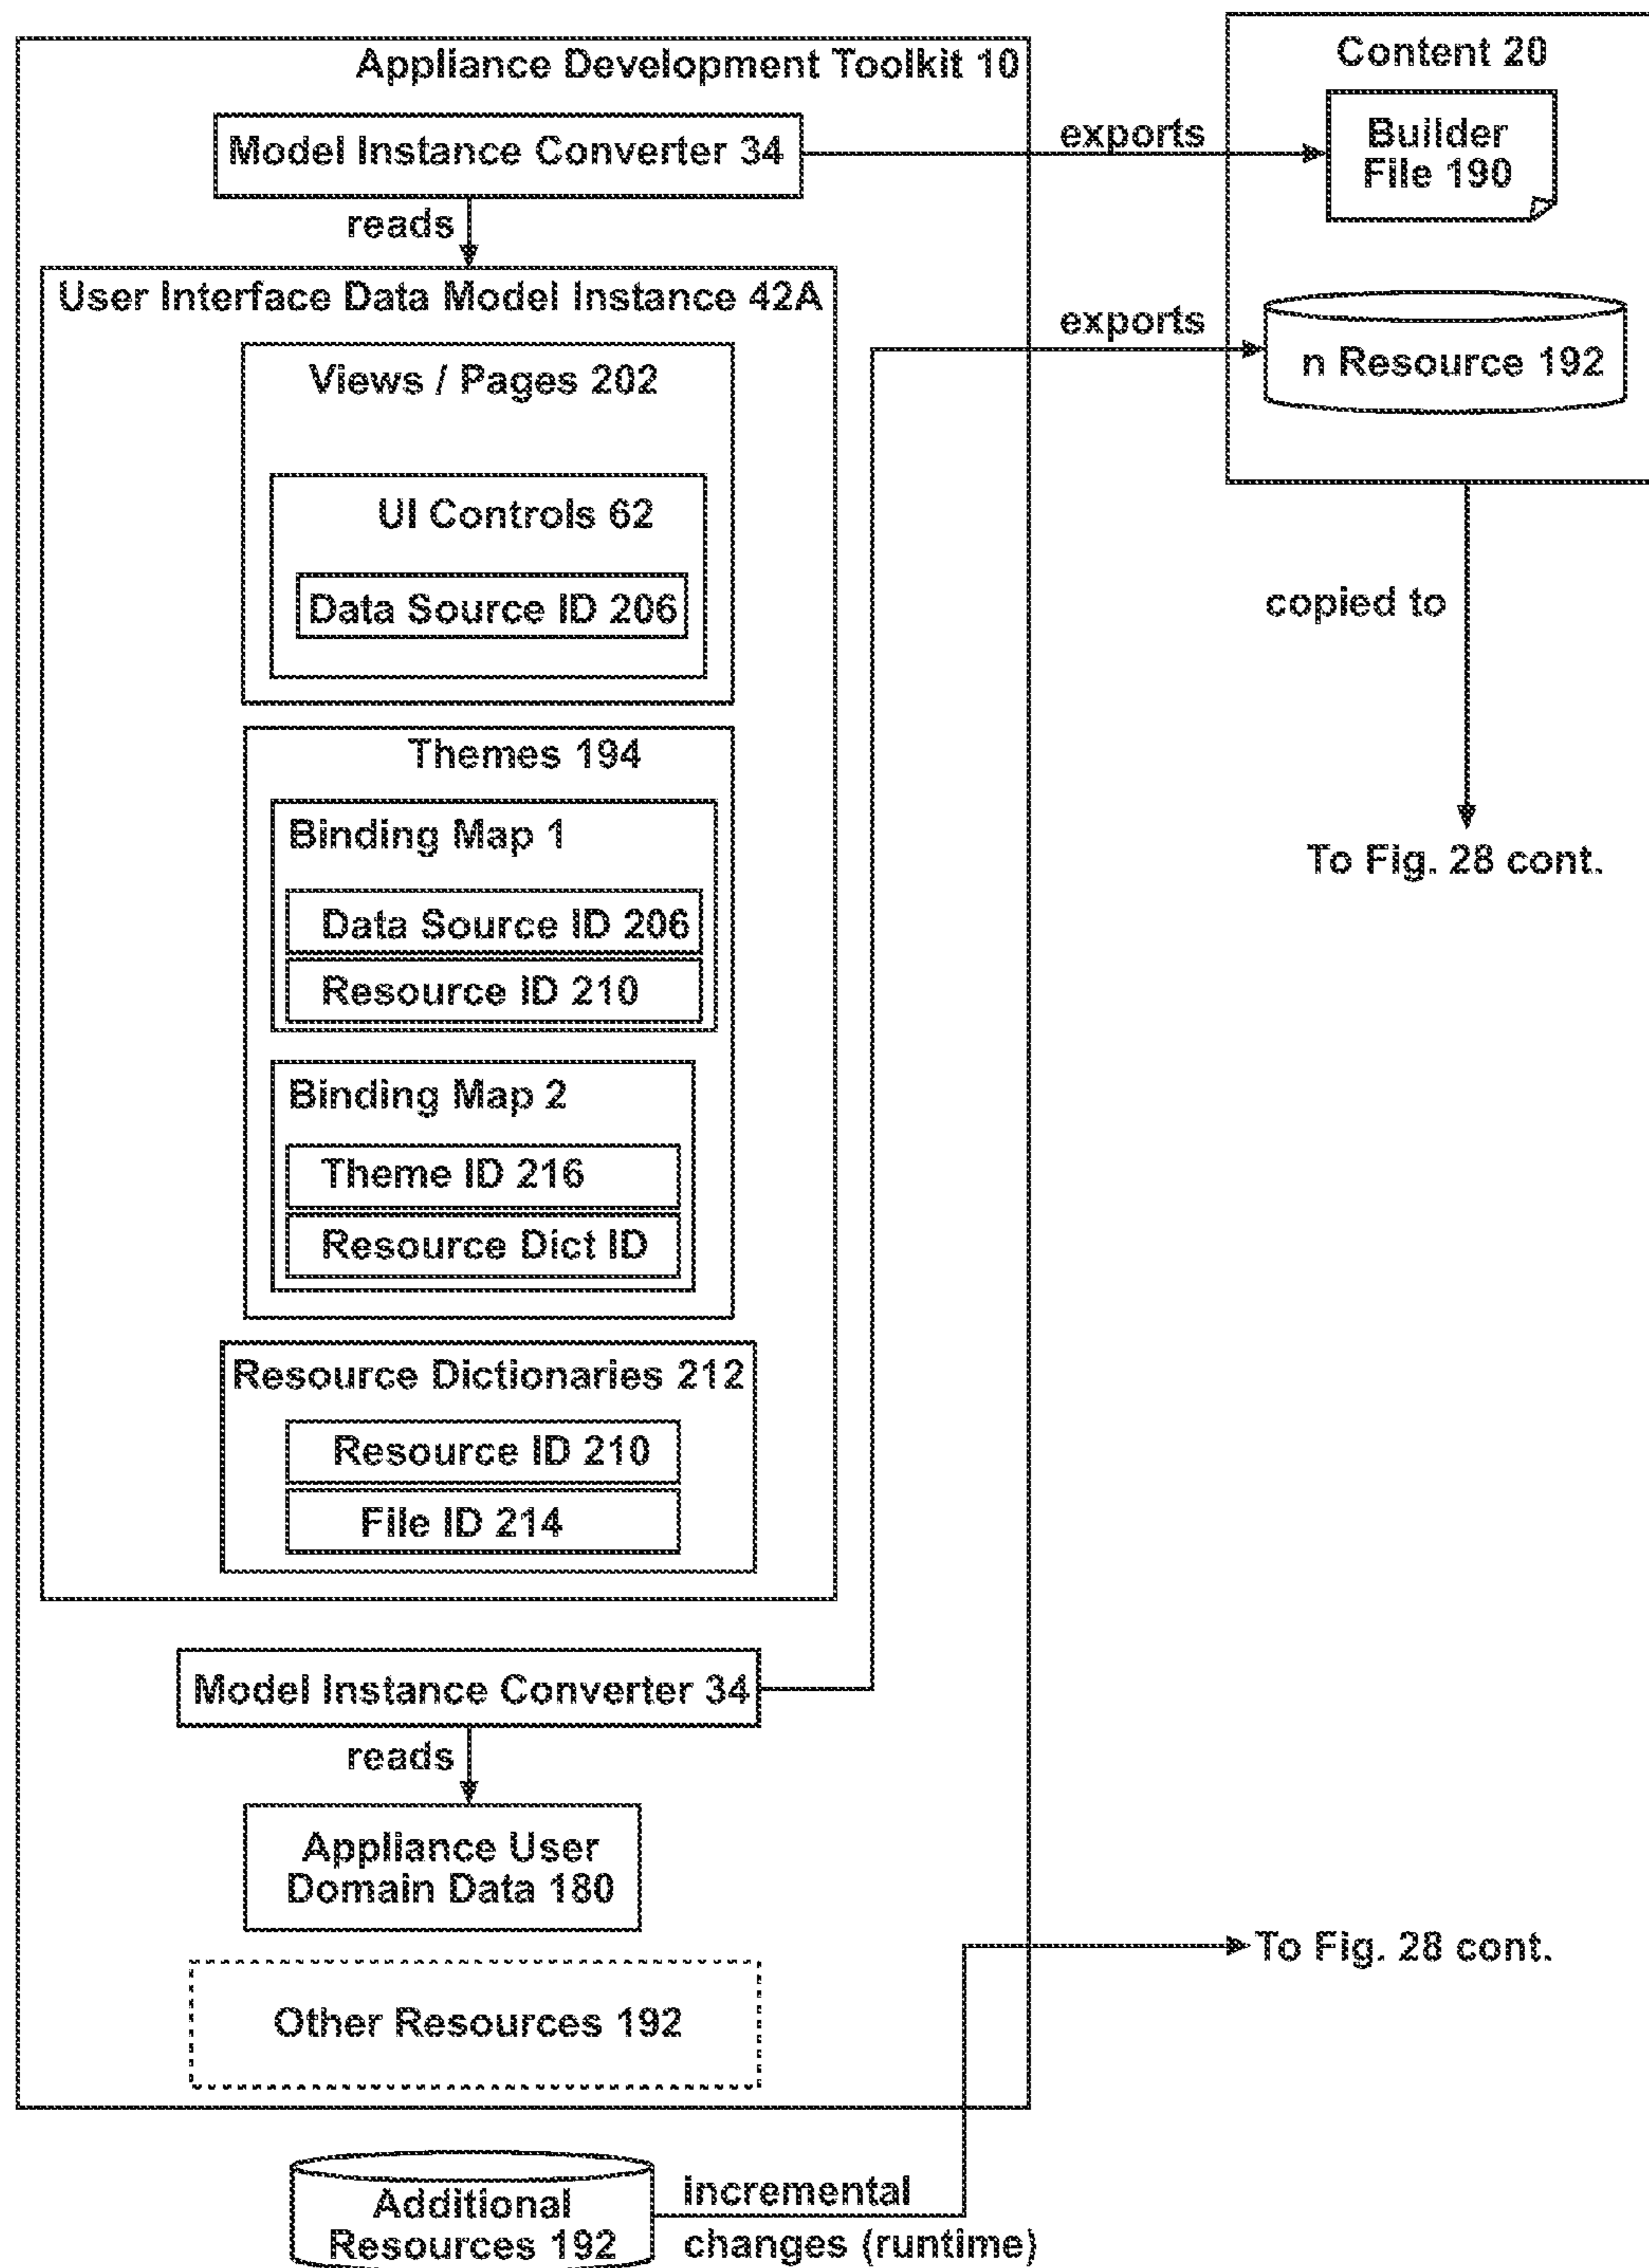 Appliance Development Toolkit 10
Model Instance Converter 34
exports
reads
User Interface Data Model Instance 42A
Views / Pages 202
UI Controls 62
Data Source ID 206
Themes 194
Binding Map 1
Data Source ID 206
Resource ID 210
Binding Map 2
Theme ID 216
Resource Dict ID
Resource Dictionaries 212
Resource ID 210
File ID 214
Model Instance Converter 34
exports
reads
Appliance User
Domain Data 180
Other Resources 192
Additional
Resources 192
incremental
changes (runtime)
To Fig. 28 cont.
Content 20
Builder
File 190
n Resource 192
copied to
To Fig. 28 cont.